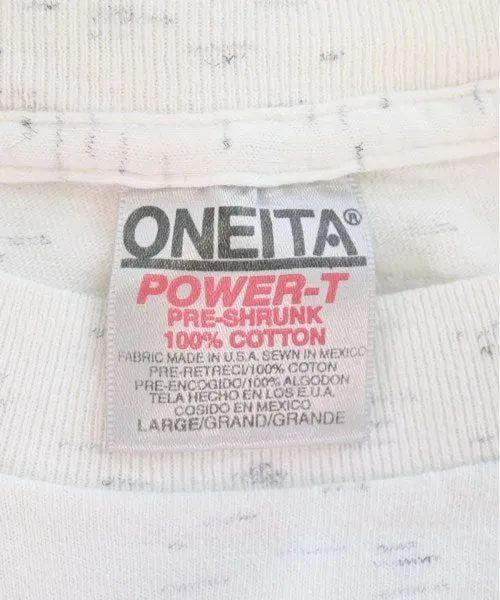 ONEITA®
POWER-T
PRE-SHRUNK
100% COTTON
FABRIC MADE IN U.S.A. SEWN IN MEXICO
PRE-RETRECI/100% COTON
PRE-ENCOGIDO/100% ALGODON
TELA HECHO EN LOS E.U.A.
COSIDO EN MEXICO
LARGE/GRAND/GRANDE